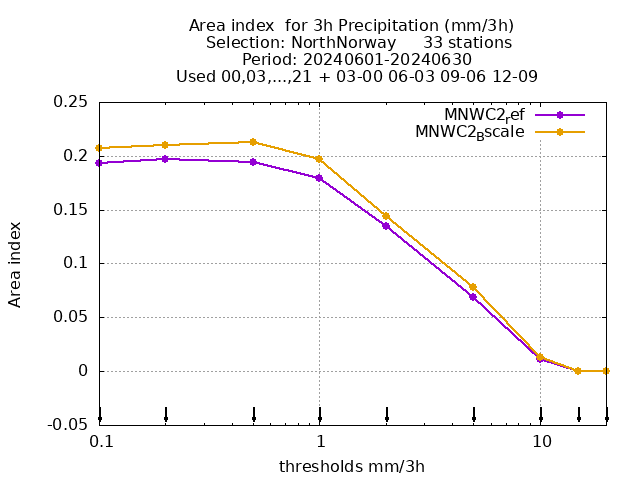 Area index  for 3h Precipitation (mm/3h)
Selection: NorthNorway     33 stations
Period: 20240601-20240630
Used 00,03,...,21 + 03-00 06-03 09-06 12-09
0.25
MNWC2ref
MNWC2Bscale
0.2
0.15
Area index
0.1
0.05
0
-0.05
0.1 1 10
thresholds mm/3h